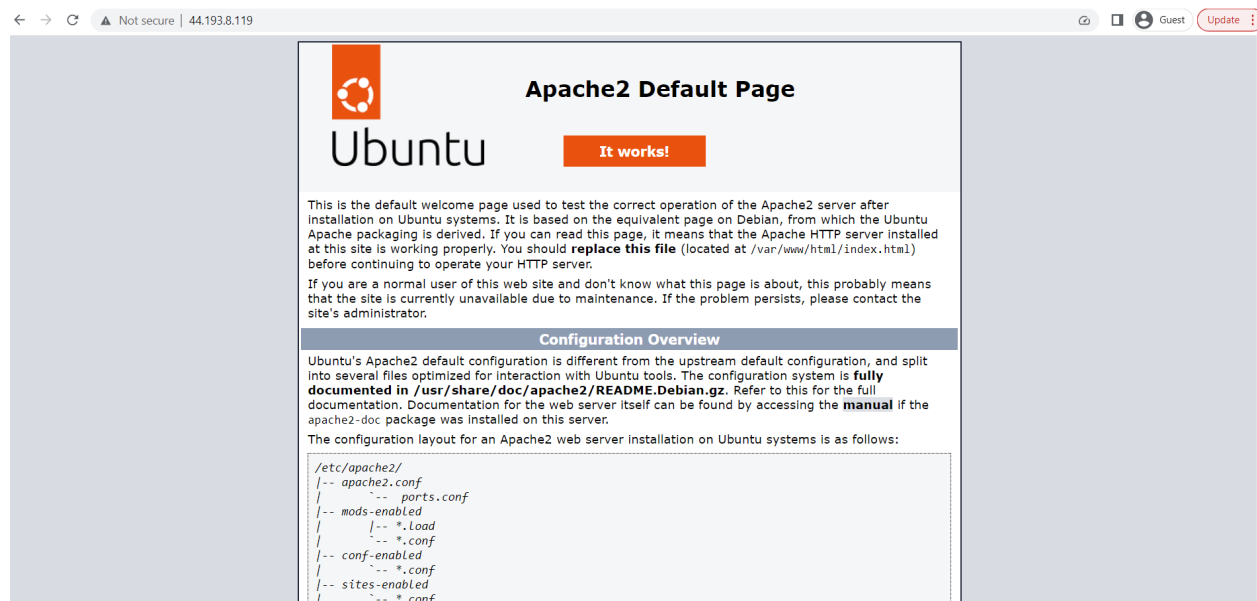 Not secure | 44.193.8.119
Guest
Update
Apache2 Default Page
Ubuntu
It works!
This is the default welcome page used to test the correct operation of the Apache2 server after
installation on Ubuntu systems. It is based on the equivalent page on Debian, from which the Ubuntu
Apache packaging is derived. If you can read this page, it means that the Apache HTTP server installed
at this site is working properly. You should replace this file (located at /var/www/html/index.html)
before continuing to operate your HTTP server.
If you are a normal user of this web site and don't know what this page is about, this probably means
that the site is currently unavailable due to maintenance. If the problem persists, please contact the
site's administrator.
Configuration Overview
Ubuntu's Apache2 default configuration is different from the upstream default configuration, and split
into several files optimized for interaction with Ubuntu tools. The configuration system is fully
documented in /usr/share/doc/apache2/README.Debian.gz. Refer to this for the full
documentation. Documentation for the web server itself can be found by accessing the manual if the
apache2-doc package was installed on this server.
The configuration layout for an Apache2 web server installation on Ubuntu systems is as follows:
/etc/apache2/
|-- apache2.conf
|       `--  ports.conf
|-- mods-enabled
|       |-- *.load
|       `-- *.conf
|-- conf-enabled
|       `-- *.conf
|-- sites-enabled
|       `-- *.conf